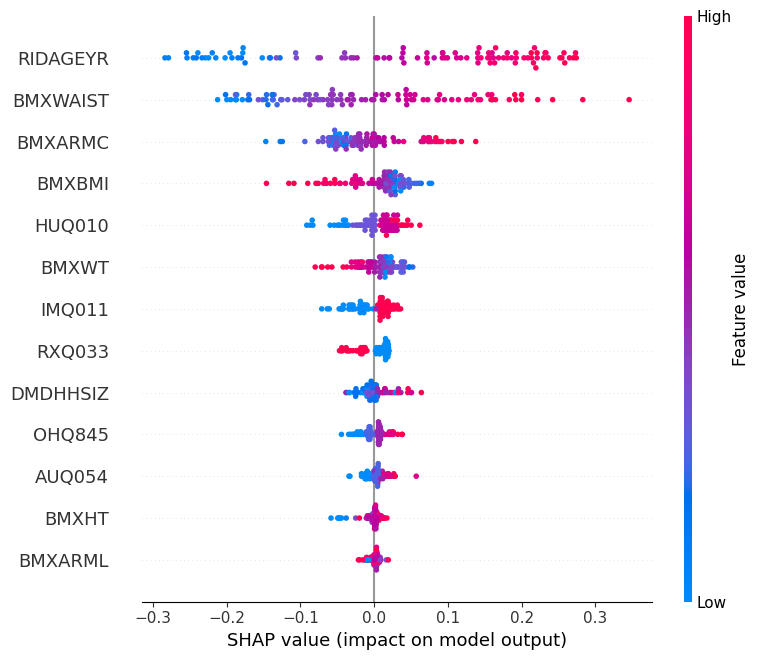 High
RIDAGEYR
BMXWAIST
BMXARMC
BMXBMI
HUQ010
BMXWT
IMQ011
RXQ033
DMDHHSIZ
OHQ845
AUQ054
BMXHT
BMXARML
Feature value
Low
−0.3 −0.2 −0.1 0.0 0.1 0.2 0.3
SHAP value (impact on model output)